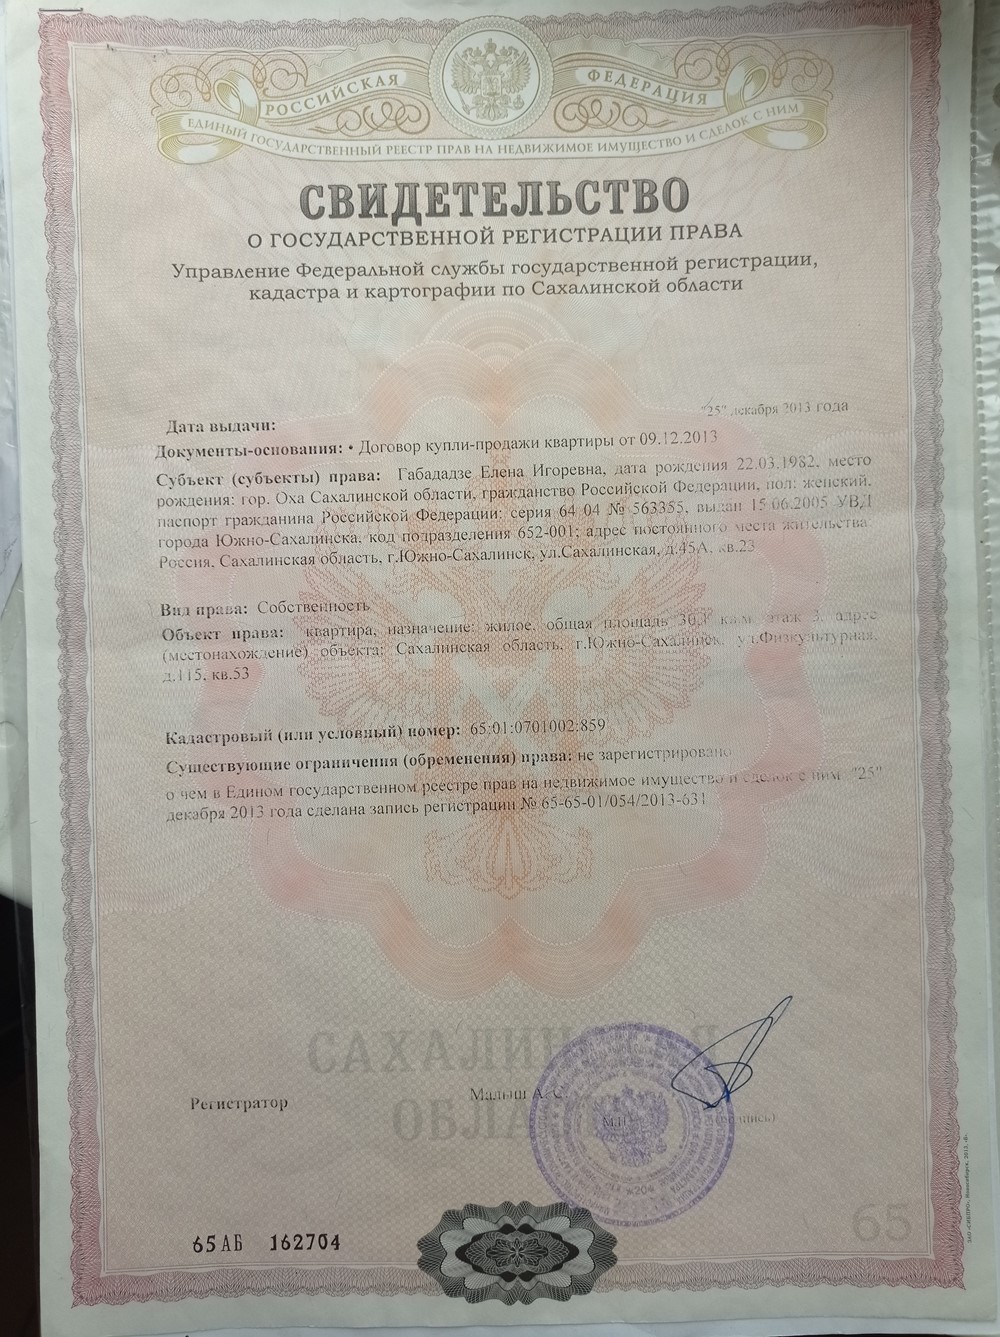 РОССИЙСКАЯ ФЕДЕРАЦИЯ
ЕДИНЫЙ ГОСУДАРСТВЕННЫЙ РЕЕСТР ПРАВ НА НЕДВИЖИМОЕ ИМУЩЕСТВО И СДЕЛОК С НИМ
СВИДЕТЕЛЬСТВО
О ГОСУДАРСТВЕННОЙ РЕГИСТРАЦИИ ПРАВА
Управление Федеральной службы государственной регистрации,
кадастра и картографии по Сахалинской области
Дата выдачи: "25" декабря 2013 года
Документы-основания: • Договор купли-продажи квартиры от 09.12.2013
Субъект (субъекты) права: Габададзе Елена Игоревна, дата рождения 22.03.1982, место
рождения: гор. Оха Сахалинской области, гражданство Российской Федерации, пол: женский,
паспорт гражданина Российской Федерации: серия 64 04 № 563355, выдан 15.06.2005 УВД
города Южно-Сахалинска, код подразделения 652-001; адрес постоянного места жительства:
Россия, Сахалинская область, г.Южно-Сахалинск, ул.Сахалинская, д.45А, кв.23
Вид права: Собственность
Объект права: квартира, назначение: жилое, общая площадь 30,1 кв.м, этаж 3, адрес
(местонахождение) объекта: Сахалинская область, г.Южно-Сахалинск, ул.Физкультурная,
д.115, кв.53
Кадастровый (или условный) номер: 65:01:0701002:859
Существующие ограничения (обременения) права: не зарегистрировано
о чем в Едином государственном реестре прав на недвижимое имущество и сделок с ним "25"
декабря 2013 года сделана запись регистрации № 65-65-01/054/2013-631
Регистратор Малыш А. С.
М.П. (подпись)
65 АБ 162704
65